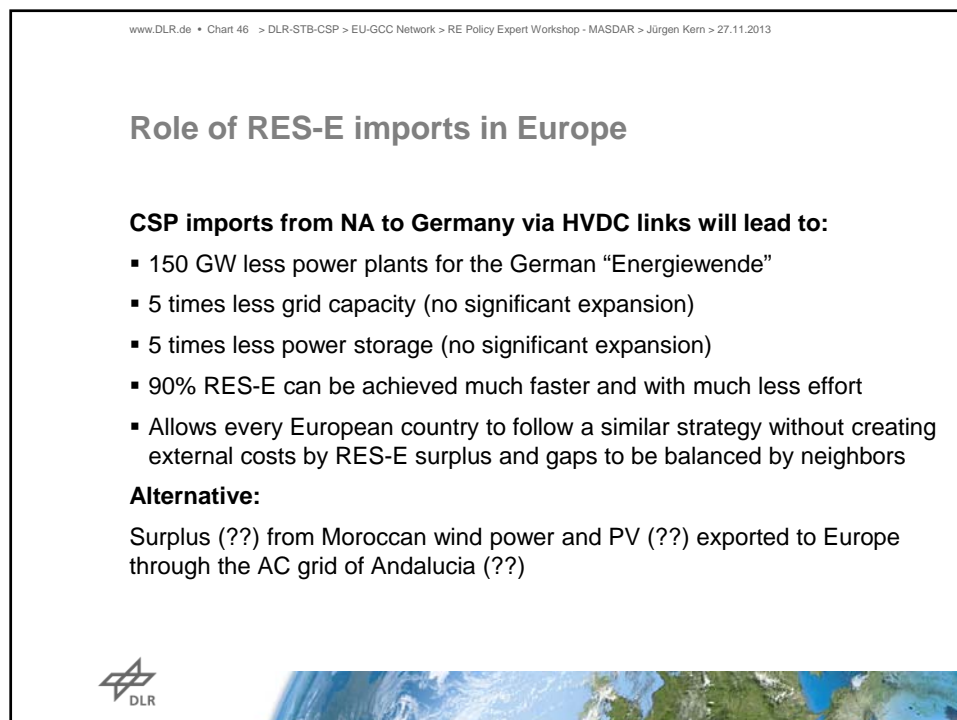 www.DLR.de • Chart 46 > DLR-STB-CSP > EU-GCC Network > RE Policy Expert Workshop - MASDAR > Jürgen Kern > 27.11.2013
Role of RES-E imports in Europe
CSP imports from NA to Germany via HVDC links will lead to:
▪ 150 GW less power plants for the German “Energiewende”
▪ 5 times less grid capacity (no significant expansion)
▪ 5 times less power storage (no significant expansion)
▪ 90% RES-E can be achieved much faster and with much less effort
▪ Allows every European country to follow a similar strategy without creating
external costs by RES-E surplus and gaps to be balanced by neighbors
Alternative:
Surplus (??) from Moroccan wind power and PV (??) exported to Europe
through the AC grid of Andalucia (??)
DLR